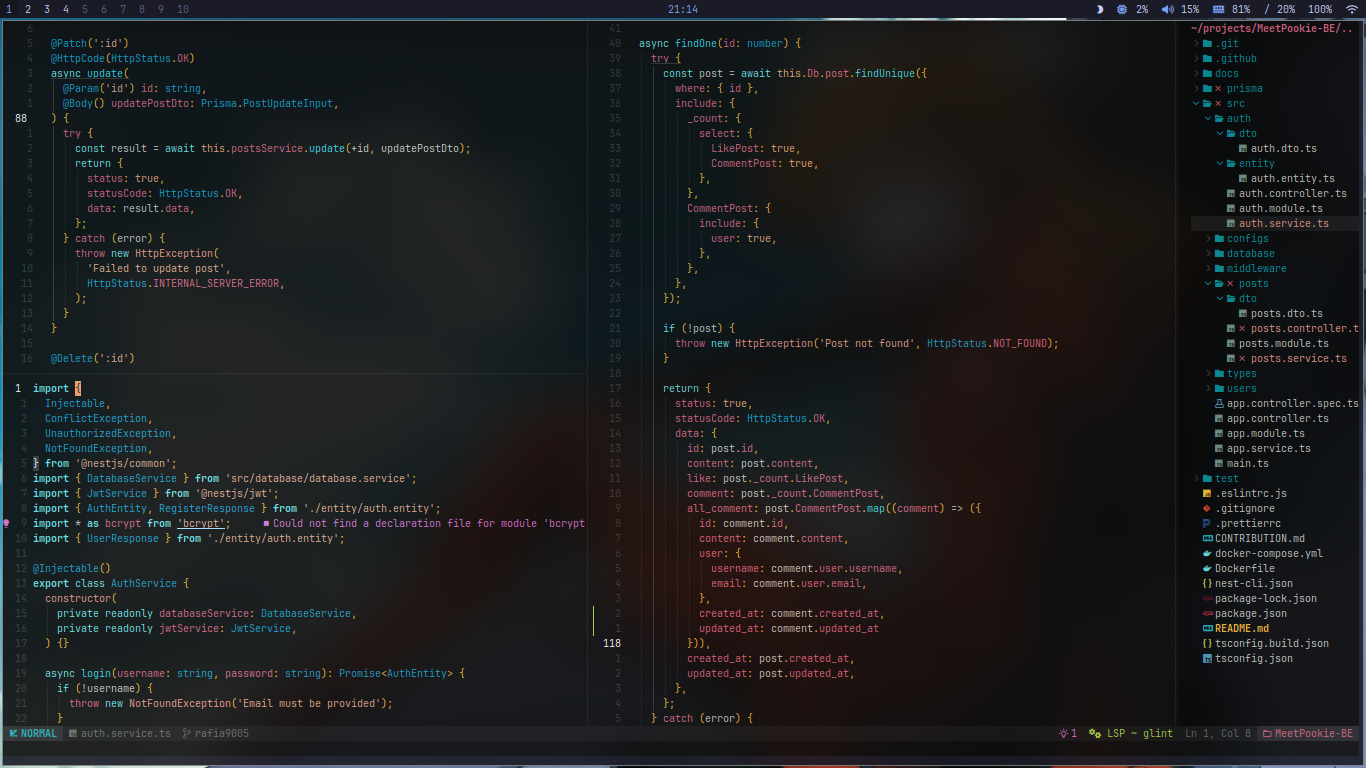 1 2 3 4 5 6 7 8 9 10
21:14
2% 15% 81% / 20% 100%
6
5 @Patch(':id')
4 @HttpCode(HttpStatus.OK)
3 async update(
2 @Param('id') id: string,
1 @Body() updatePostDto: Prisma.PostUpdateInput,
88 ) {
1 try {
2 const result = await this.postsService.update(+id, updatePostDto);
3 return {
4 status: true,
5 statusCode: HttpStatus.OK,
6 data: result.data,
7 };
8 } catch (error) {
9 throw new HttpException(
10 'Failed to update post',
11 HttpStatus.INTERNAL_SERVER_ERROR,
12 );
13 }
14 }
15
16 @Delete(':id')
1 import {
1 Injectable,
2 ConflictException,
3 UnauthorizedException,
4 NotFoundException,
5 } from '@nestjs/common';
6 import { DatabaseService } from 'src/database/database.service';
7 import { JwtService } from '@nestjs/jwt';
8 import { AuthEntity, RegisterResponse } from './entity/auth.entity';
9 import * as bcrypt from 'bcrypt'; ■ Could not find a declaration file for module 'bcrypt
10 import { UserResponse } from './entity/auth.entity';
11
12 @Injectable()
13 export class AuthService {
14 constructor(
15 private readonly databaseService: DatabaseService,
16 private readonly jwtService: JwtService,
17 ) {}
18
19 async login(username: string, password: string): Promise<AuthEntity> {
20 if (!username) {
21 throw new NotFoundException('Email must be provided');
22 }
41
40 async findOne(id: number) {
39 try {
38 const post = await this.Db.post.findUnique({
37 where: { id },
36 include: {
35 _count: {
34 select: {
33 LikePost: true,
32 CommentPost: true,
31 },
30 },
29 CommentPost: {
28 include: {
27 user: true,
26 },
25 },
24 },
23 });
22
21 if (!post) {
20 throw new HttpException('Post not found', HttpStatus.NOT_FOUND);
19 }
18
17 return {
16 status: true,
15 statusCode: HttpStatus.OK,
14 data: {
13 id: post.id,
12 content: post.content,
11 like: post._count.LikePost,
10 comment: post._count.CommentPost,
9 all_comment: post.CommentPost.map((comment) => ({
8 id: comment.id,
7 content: comment.content,
6 user: {
5 username: comment.user.username,
4 email: comment.user.email,
3 },
2 created_at: comment.created_at,
1 updated_at: comment.updated_at
118 })),
1 created_at: post.created_at,
2 updated_at: post.updated_at,
3 },
4 };
5 } catch (error) {
~/projects/MeetPookie-BE/..
.git
.github
docs
prisma
src
auth
dto
auth.dto.ts
entity
auth.entity.ts
auth.controller.ts
auth.module.ts
auth.service.ts
configs
database
middleware
posts
dto
posts.dto.ts
posts.controller.t
posts.module.ts
posts.service.ts
types
users
app.controller.spec.ts
app.controller.ts
app.module.ts
app.service.ts
main.ts
test
.eslintrc.js
.gitignore
.prettierrc
CONTRIBUTION.md
docker-compose.yml
Dockerfile
nest-cli.json
package-lock.json
package.json
README.md
tsconfig.build.json
tsconfig.json
NORMAL auth.service.ts rafia9005 1 LSP ~ glint Ln 1, Col 8 MeetPookie-BE